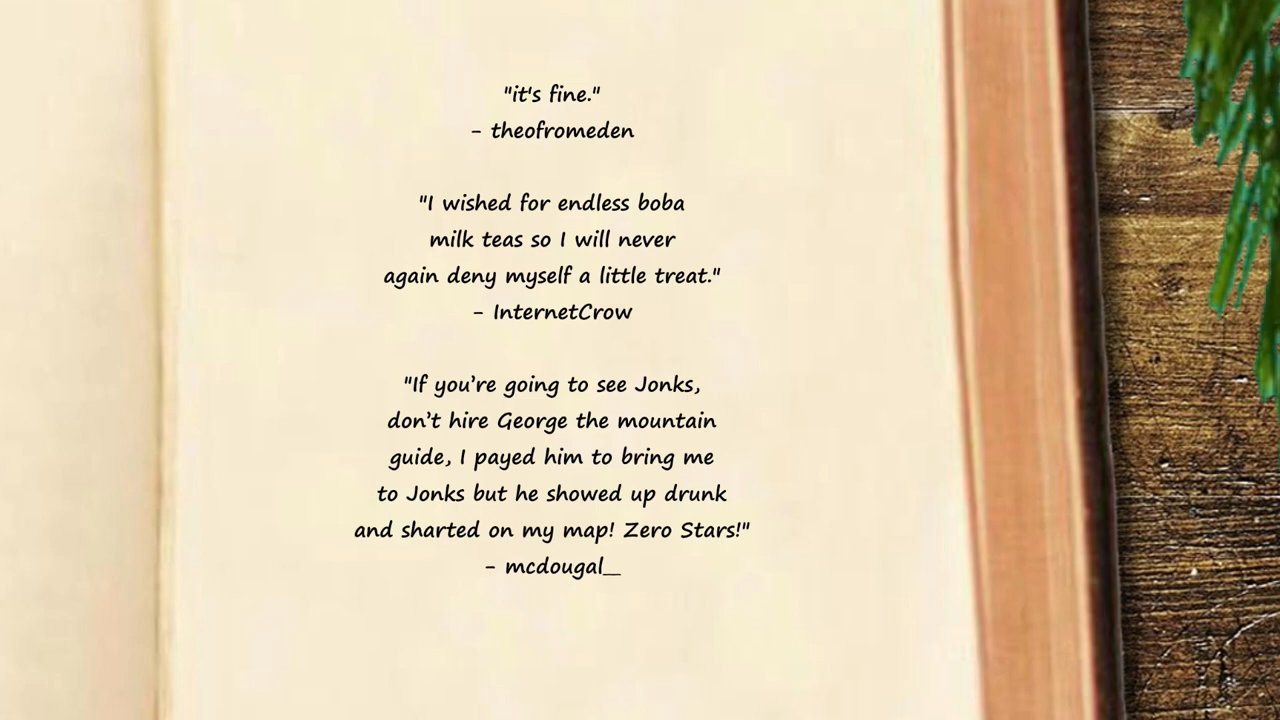 "it's fine."
- theofromeden
"I wished for endless boba
milk teas so I will never
again deny myself a little treat."
- InternetCrow
"If you’re going to see Jonks,
don’t hire George the mountain
guide, I payed him to bring me
to Jonks but he showed up drunk
and sharted on my map! Zero Stars!"
- mcdougal__